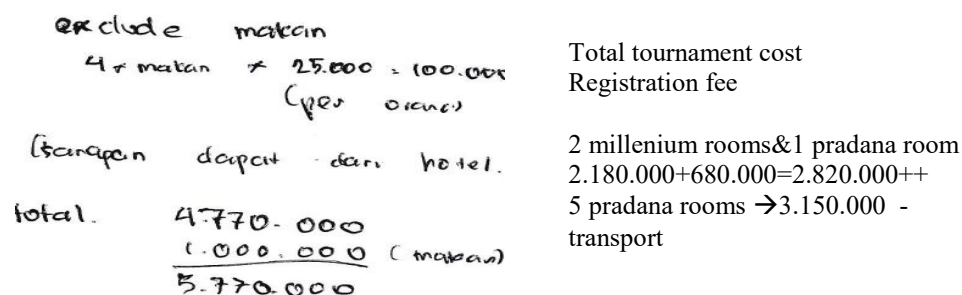 exclude makan
4 x makan x 25.000 = 100.000
(per orang)
(sarapan dapat dari hotel.
total. 4.770.000
1.000.000 (makan)
5.770.000
Total tournament cost
Registration fee
2 millenium rooms&1 pradana room
2.180.000+680.000=2.820.000++
5 pradana rooms →3.150.000 -
transport